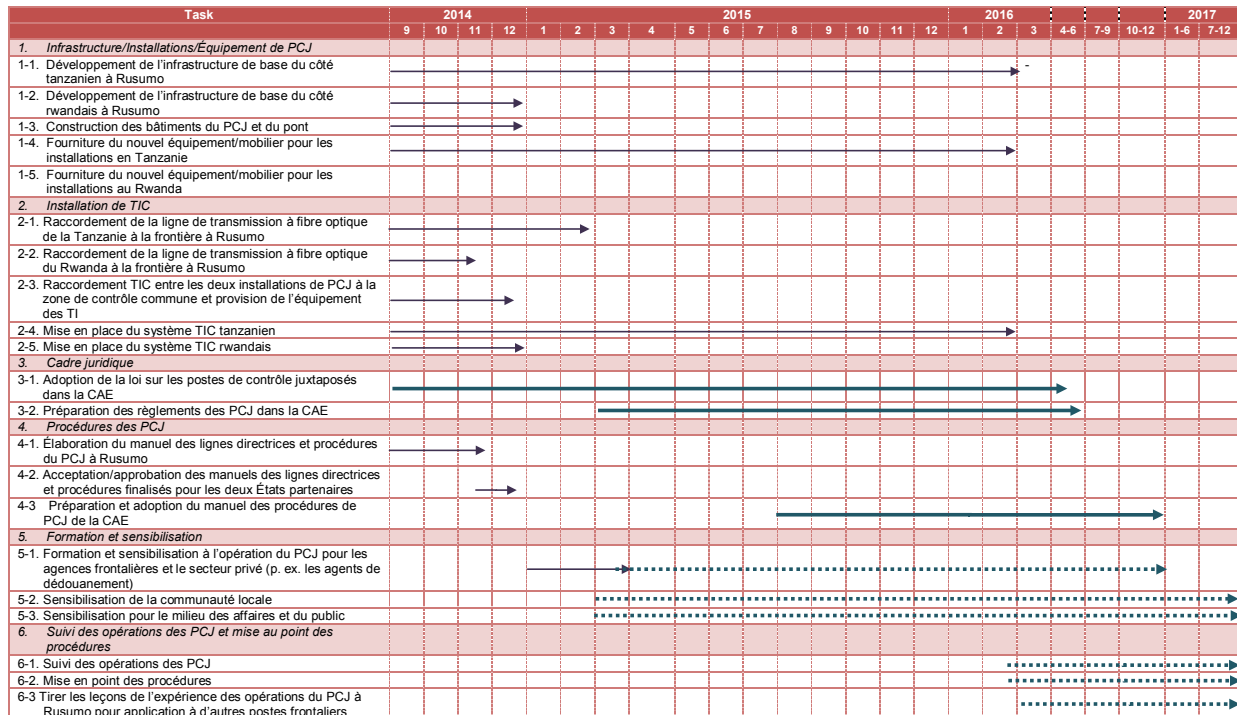 Task 2014 2015 2016 2017
9 10 11 12 1 2 3 4 5 6 7 8 9 10 11 12 1 2 3 4-6 7-9 10-12 1-6 7-12
1. Infrastructure/Installations/Équipement de PCJ
1-1. Développement de l'infrastructure de base du côté
tanzanien à Rusumo
-
1-2. Développement de l'infrastructure de base du côté
rwandais à Rusumo
1-3. Construction des bâtiments du PCJ et du pont
1-4. Fourniture du nouvel équipement/mobilier pour les
installations en Tanzanie
1-5. Fourniture du nouvel équipement/mobilier pour les
installations au Rwanda
2. Installation de TIC
2-1. Raccordement de la ligne de transmission à fibre optique
de la Tanzanie à la frontière à Rusumo
2-2. Raccordement de la ligne de transmission à fibre optique
du Rwanda à la frontière à Rusumo
2-3. Raccordement TIC entre les deux installations de PCJ à la
zone de contrôle commune et provision de l'équipement
des TI
2-4. Mise en place du système TIC tanzanien
2-5. Mise en place du système TIC rwandais
3. Cadre juridique
3-1. Adoption de la loi sur les postes de contrôle juxtaposés
dans la CAE
3-2. Préparation des règlements des PCJ dans la CAE
4. Procédures des PCJ
4-1. Élaboration du manuel des lignes directrices et procédures
du PCJ à Rusumo
4-2. Acceptation/approbation des manuels des lignes directrices
et procédures finalisés pour les deux États partenaires
4-3 Préparation et adoption du manuel des procédures de
PCJ de la CAE
5. Formation et sensibilisation
5-1. Formation et sensibilisation à l'opération du PCJ pour les
agences frontalières et le secteur privé (p. ex. les agents de
dédouanement)
5-2. Sensibilisation de la communauté locale
5-3. Sensibilisation pour le milieu des affaires et du public
6. Suivi des opérations des PCJ et mise au point des
procédures
6-1. Suivi des opérations des PCJ
6-2. Mise en point des procédures
6-3 Tirer les leçons de l'expérience des opérations du PCJ à
Rusumo pour application à d'autres postes frontaliers